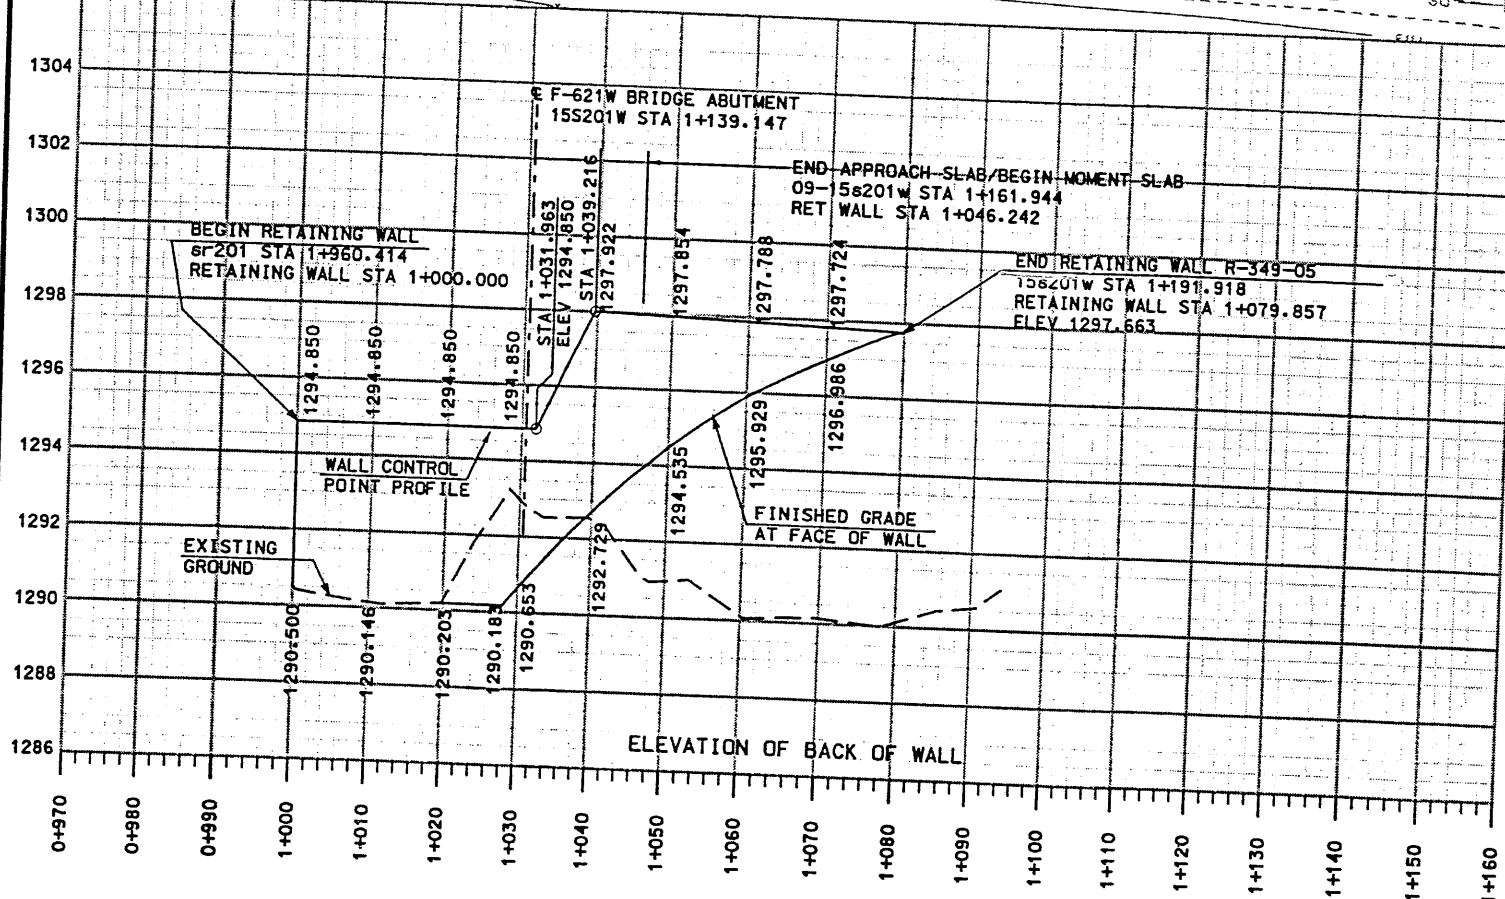 1304
1302
1300
1298
1296
1294
1292
1290
1288
1286
F-621W BRIDGE ABUTMENT
15S201W STA 1+139.147
END APPROACH SLAB/BEGIN MOMENT SLAB
09-15s201w STA 1+161.944
RET WALL STA 1+046.242
BEGIN RETAINING WALL
sr201 STA 1+960.414
RETAINING WALL STA 1+000.000
STA 1+031.963
ELEV 1294.850
STA 1+039.216
1297.922
1297.854
1297.788
1297.724
END RETAINING WALL R-349-05
15s201w STA 1+191.918
RETAINING WALL STA 1+079.857
ELEV 1297.663
1294.850
1294.850
1294.850
1294.850
WALL CONTROL
POINT PROFILE
EXISTING
GROUND
FINISHED GRADE
AT FACE OF WALL
1290.500
1290.146
1290.203
1290.183
1290.653
1292.729
1294.535
1295.929
1296.986
ELEVATION OF BACK OF WALL
0+970
0+980
0+990
1+000
1+010
1+020
1+030
1+040
1+050
1+060
1+070
1+080
1+090
1+100
1+110
1+120
1+130
1+140
1+150
1+160